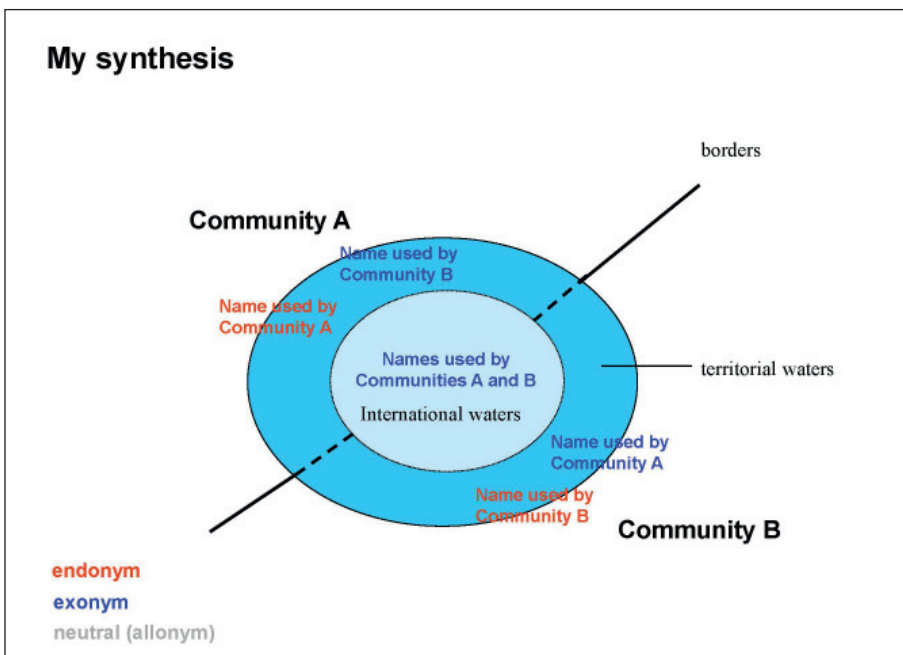 My synthesis
borders
Community A
Name used by
Community B
Name used by
Community A
Names used by
Communities A and B
territorial waters
International waters
Name used by
Community A
Name used by
Community B
Community B
endonym
exonym
neutral (allonym)